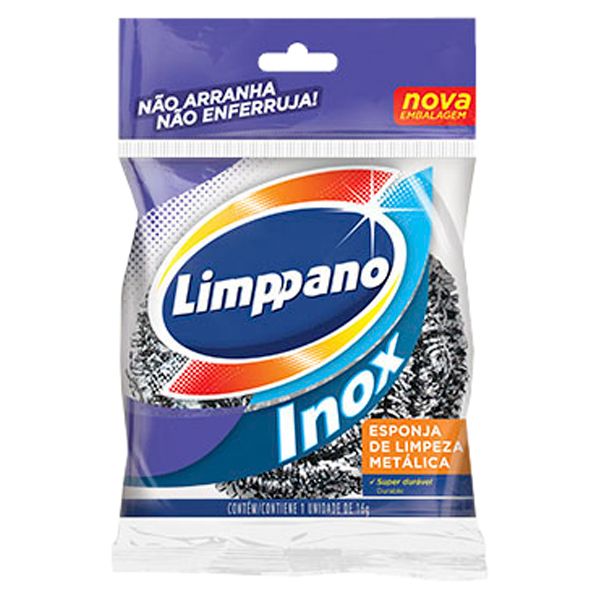 NÃO ARRANHA
NÃO ENFERRUJA!
nova
EMBALAGEM
Limppano
Inox
ESPONJA
DE LIMPEZA
METÁLICA
✓ Super durável
Durable
CONTÉM/CONTIENE 1 UNIDADE DE 16g